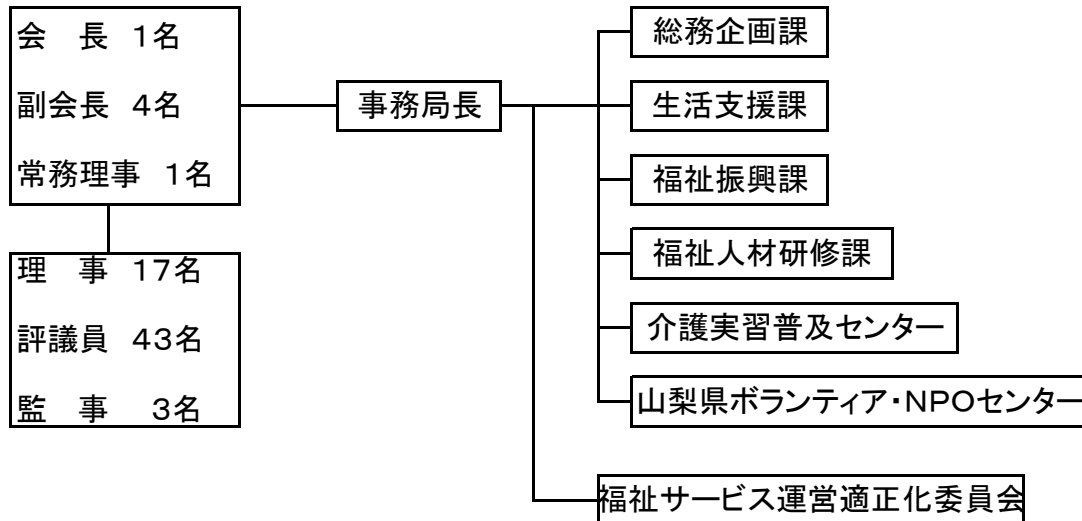 会　長　1名
副会長　4名
常務理事　1名
理　事　17名
評議員　43名
監　事　3名
事務局長
総務企画課
生活支援課
福祉振興課
福祉人材研修課
介護実習普及センター
山梨県ボランティア・NPOセンター
福祉サービス運営適正化委員会